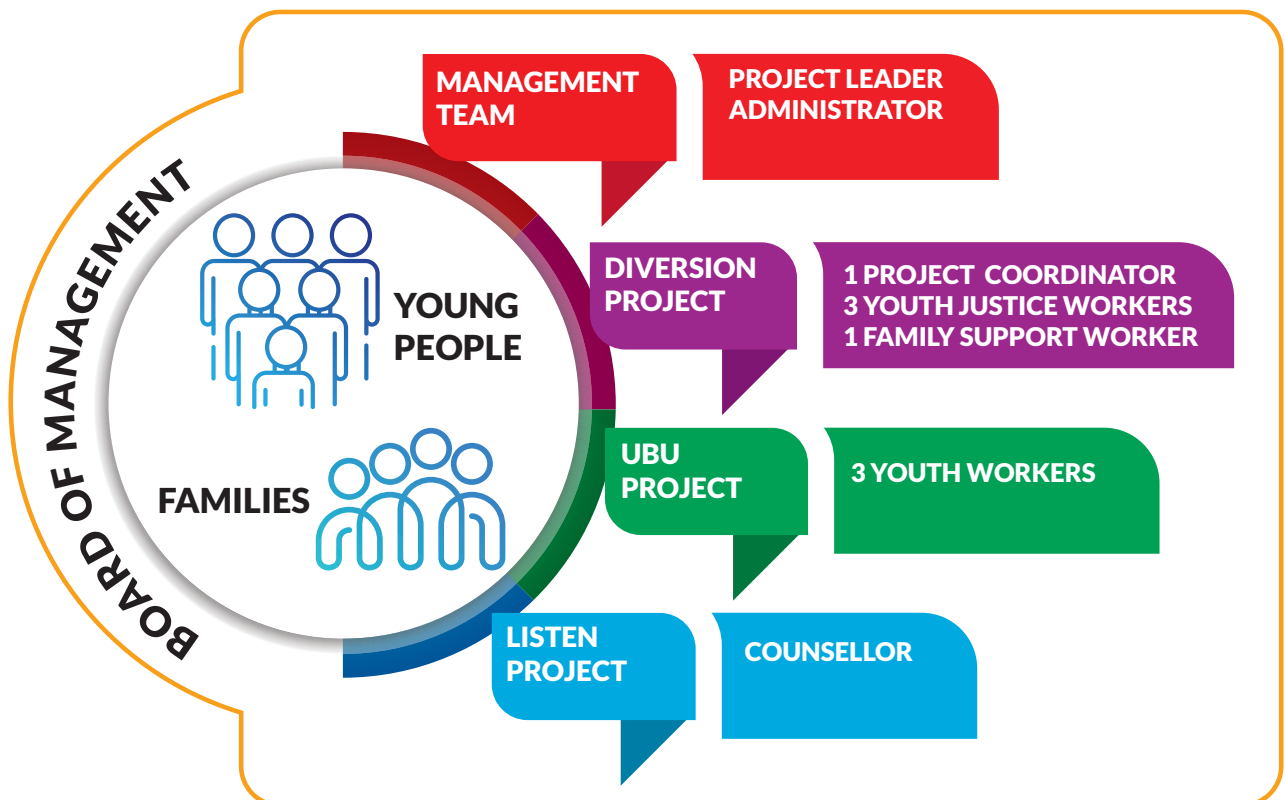 BOARD OF MANAGEMENT
YOUNG
PEOPLE
FAMILIES
MANAGEMENT
TEAM
PROJECT LEADER
ADMINISTRATOR
DIVERSION
PROJECT
1 PROJECT COORDINATOR
3 YOUTH JUSTICE WORKERS
1 FAMILY SUPPORT WORKER
UBU
PROJECT
3 YOUTH WORKERS
LISTEN
PROJECT
COUNSELLOR